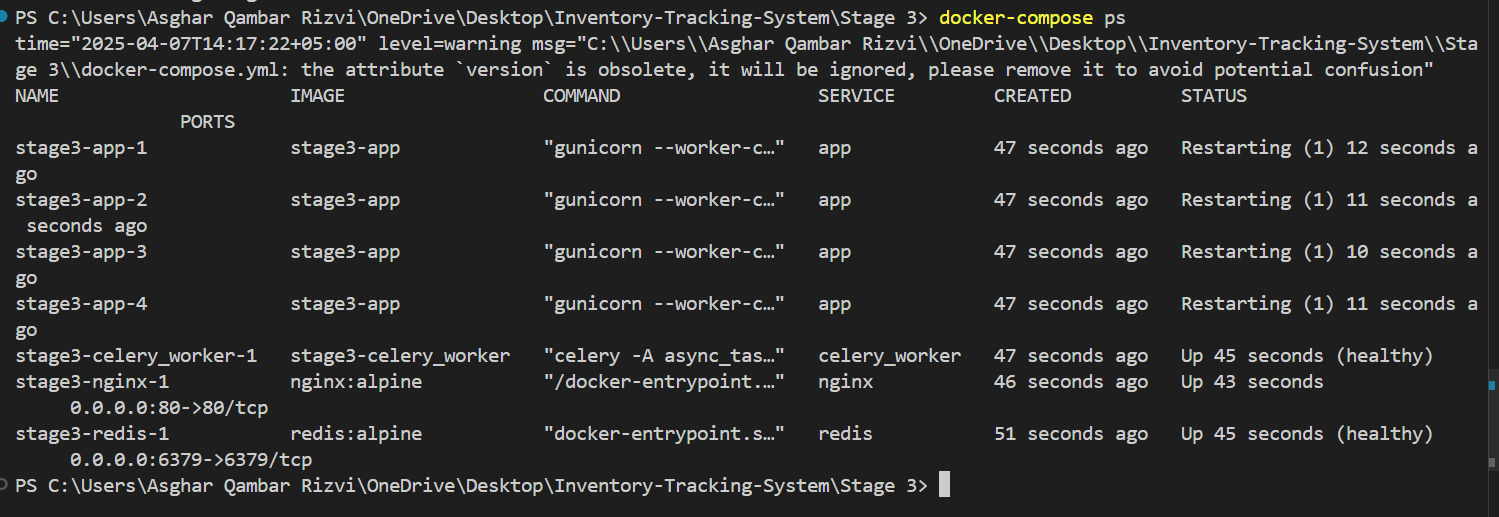 PS C:\Users\Asghar Qambar Rizvi\OneDrive\Desktop\Inventory-Tracking-System\Stage 3> docker-compose ps
time="2025-04-07T14:17:22+05:00" level=warning msg="C:\\Users\\Asghar Qambar Rizvi\\OneDrive\\Desktop\\Inventory-Tracking-System\\Sta
ge 3\\docker-compose.yml: the attribute `version` is obsolete, it will be ignored, please remove it to avoid potential confusion"
NAME IMAGE COMMAND SERVICE CREATED STATUS
PORTS
stage3-app-1 stage3-app "gunicorn --worker-c…" app 47 seconds ago Restarting (1) 12 seconds a
go
stage3-app-2 stage3-app "gunicorn --worker-c…" app 47 seconds ago Restarting (1) 11 seconds a
seconds ago
stage3-app-3 stage3-app "gunicorn --worker-c…" app 47 seconds ago Restarting (1) 10 seconds a
go
stage3-app-4 stage3-app "gunicorn --worker-c…" app 47 seconds ago Restarting (1) 11 seconds a
go
stage3-celery_worker-1 stage3-celery_worker "celery -A async_tas…" celery_worker 47 seconds ago Up 45 seconds (healthy)
stage3-nginx-1 nginx:alpine "/docker-entrypoint.…" nginx 46 seconds ago Up 43 seconds
0.0.0.0:80->80/tcp
stage3-redis-1 redis:alpine "docker-entrypoint.s…" redis 51 seconds ago Up 45 seconds (healthy)
0.0.0.0:6379->6379/tcp
PS C:\Users\Asghar Qambar Rizvi\OneDrive\Desktop\Inventory-Tracking-System\Stage 3>